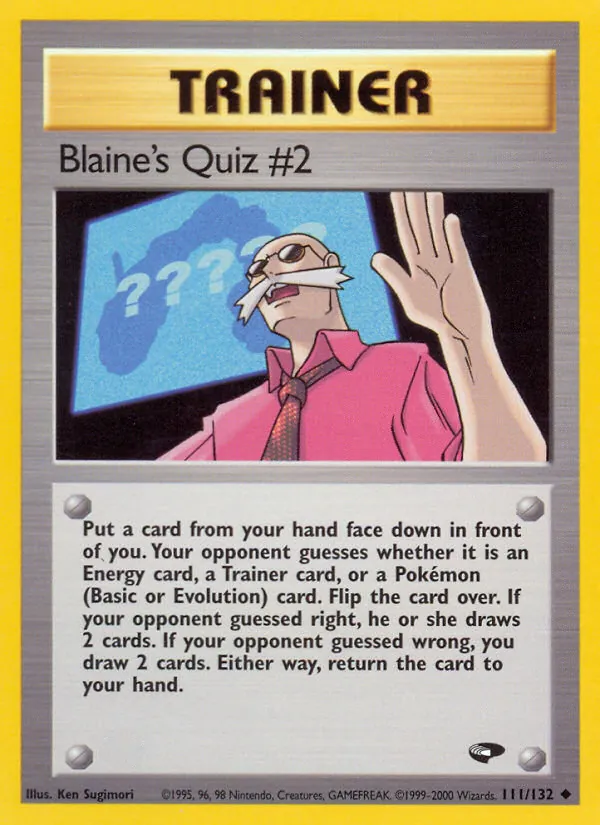 TRAINER
Blaine's Quiz #2
????
Put a card from your hand face down in front
of you. Your opponent guesses whether it is an
Energy card, a Trainer card, or a Pokémon
(Basic or Evolution) card. Flip the card over. If
your opponent guessed right, he or she draws
2 cards. If your opponent guessed wrong, you
draw 2 cards. Either way, return the card to
your hand.
Illus. Ken Sugimori ©1995, 96, 98 Nintendo, Creatures, GAMEFREAK. ©1999-2000 Wizards. 111/132 ◆